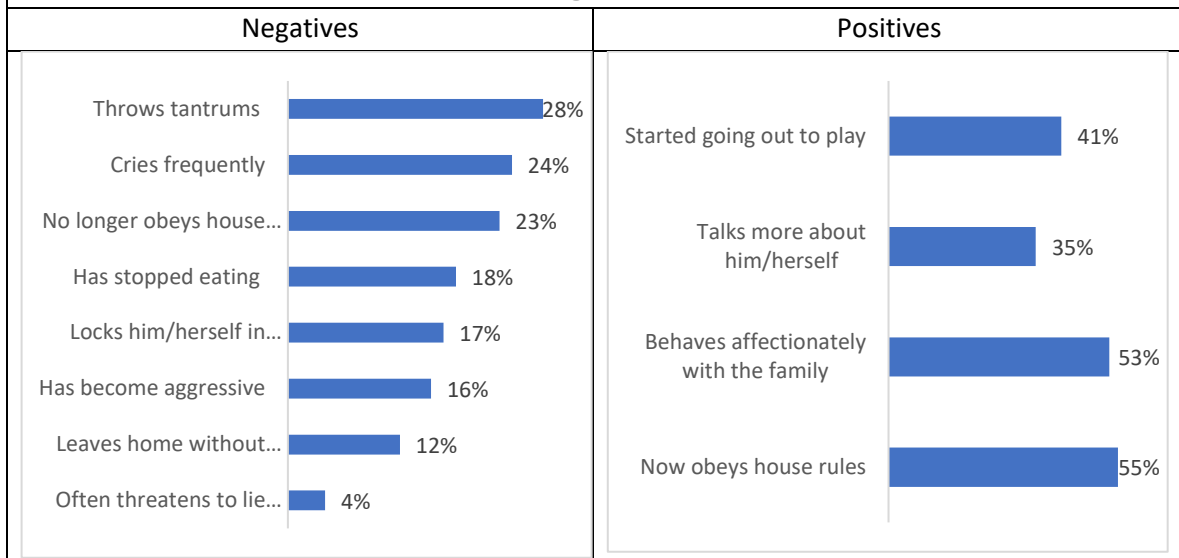 Negatives
Throws tantrums 28%
Cries frequently 24%
No longer obeys house... 23%
Has stopped eating 18%
Locks him/herself in... 17%
Has become aggressive 16%
Leaves home without... 12%
Often threatens to lie... 4%
Positives
Started going out to play 41%
Talks more about
him/herself 35%
Behaves affectionately
with the family 53%
Now obeys house rules 55%